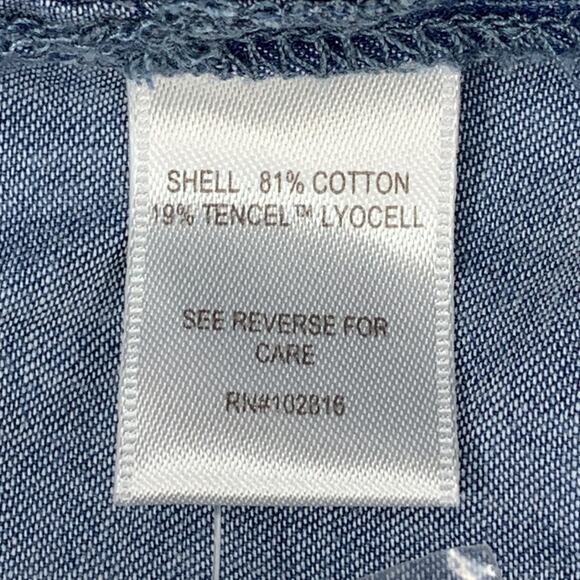 SHELL 81% COTTON
19% TENCEL™ LYOCELL
SEE REVERSE FOR
CARE
RN#102816